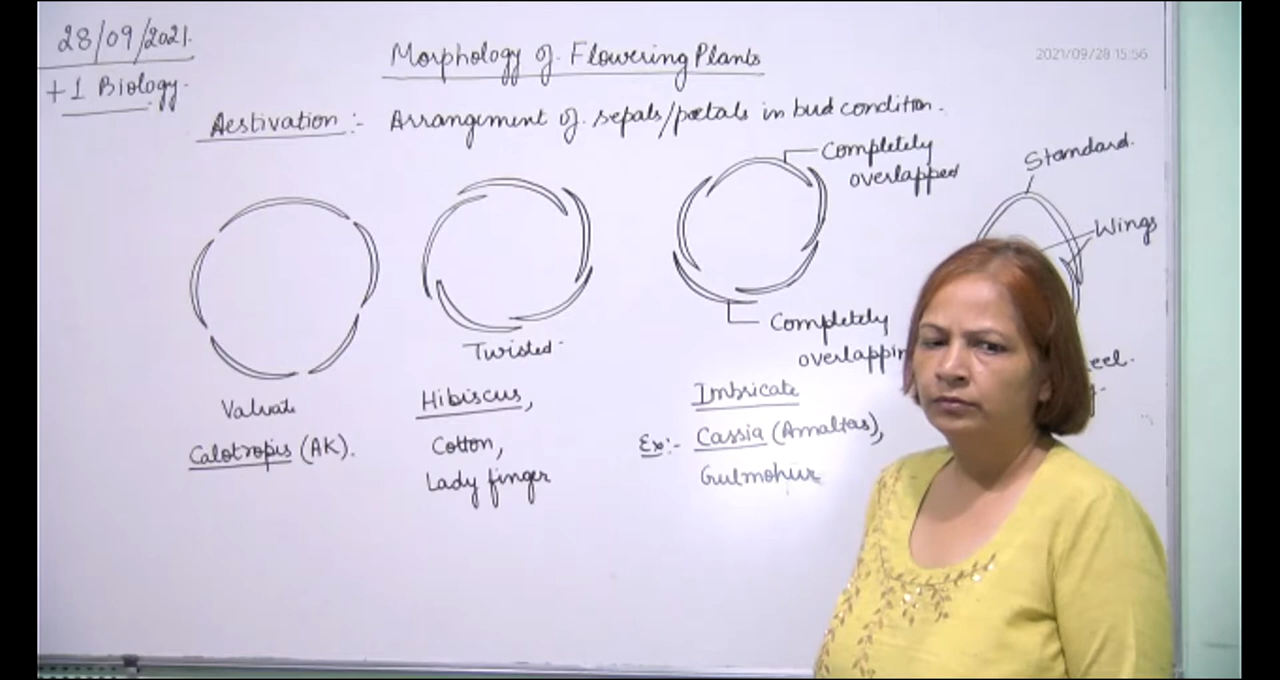 28/09/2021.
+1 Biology.
Morphology of Flowering Plants
2021/09/28 15:56
Aestivation :- Arrangement of sepals/petals in bud condition.
Completely
overlapped
Standard.
Wings
Completely
overlappin
Twisted.
Valvate
Calotropis (AK).
Hibiscus,
Cotton,
Lady finger
Imbricate
Ex:- Cassia (Amaltas),
Gulmohur
eel.